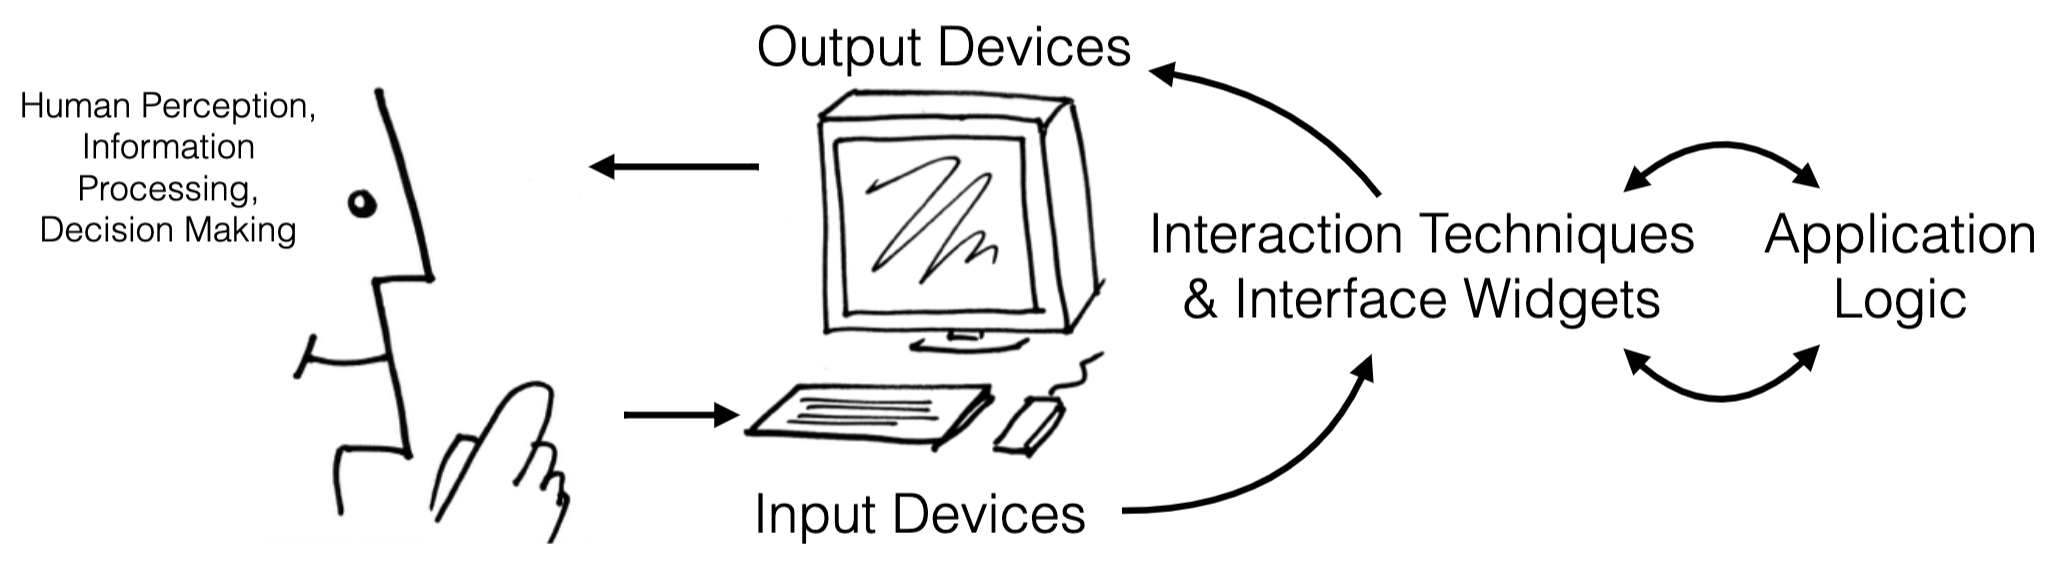 Output Devices
Human Perception,
Information
Processing,
Decision Making
Interaction Techniques
& Interface Widgets
Application
Logic
Input Devices